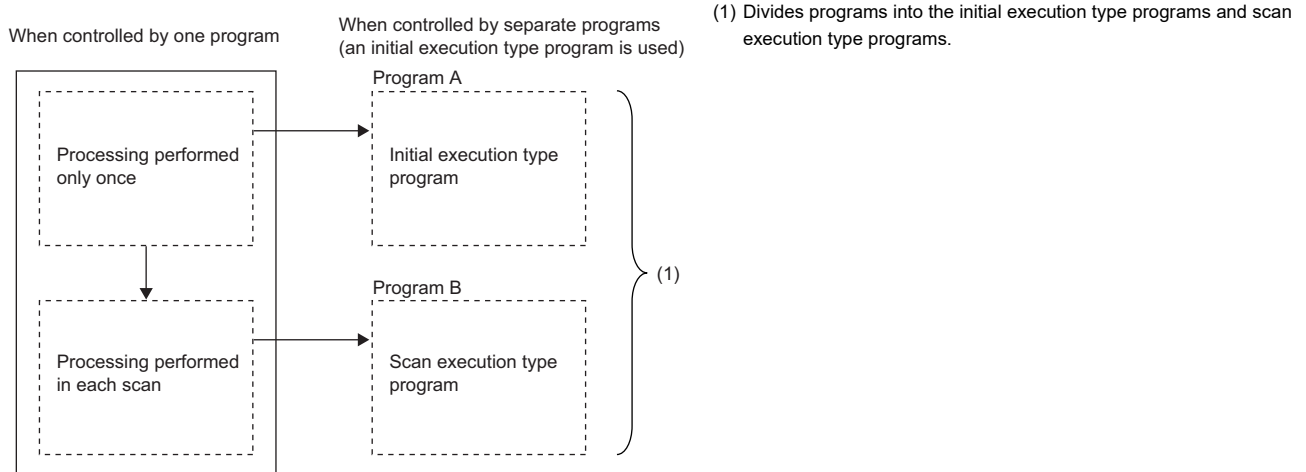 When controlled by one program
When controlled by separate programs
(an initial execution type program is used)
(1) Divides programs into the initial execution type programs and scan
execution type programs.
Program A
Processing performed
only once
Initial execution type
program
(1)
Program B
Processing performed
in each scan
Scan execution type
program